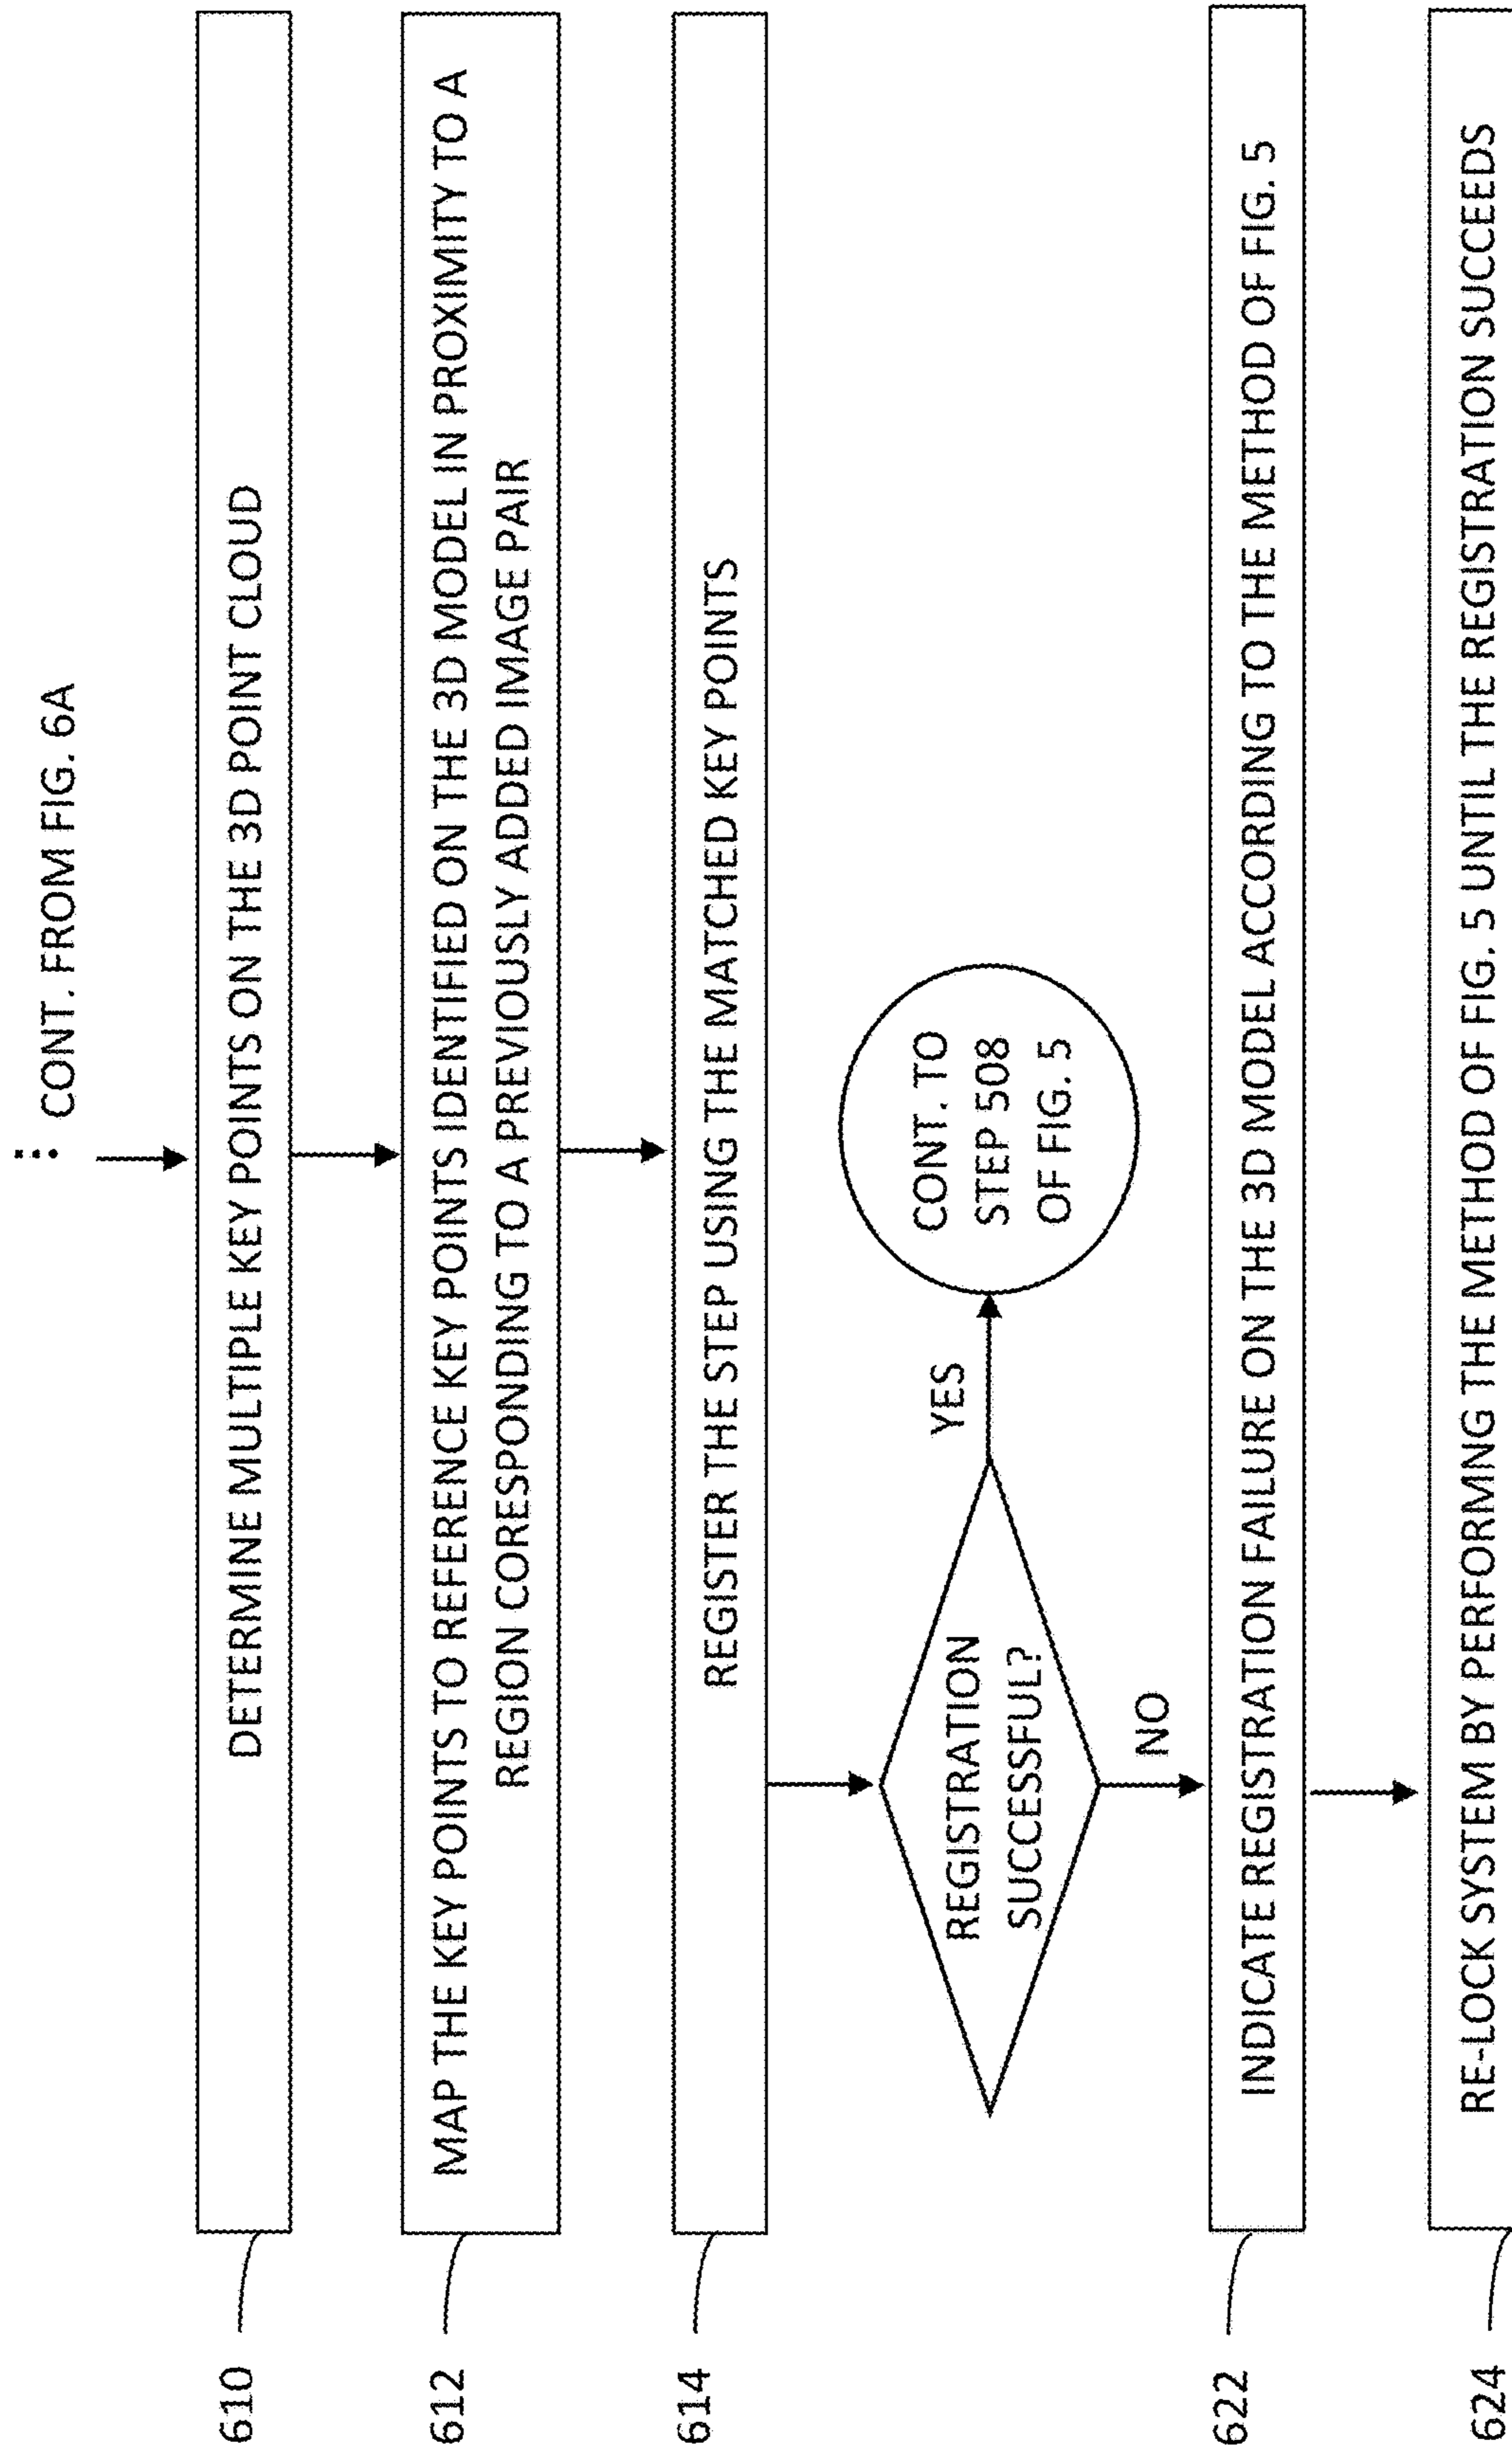 CONT. FROM FIG. 6A
610
DETERMINE MULTIPLE KEY POINTS ON THE 3D POINT CLOUD
612
MAP THE KEY POINTS TO REFERENCE KEY POINTS IDENTIFIED ON THE 3D MODEL IN PROXIMITY TO A
REGION CORESPONDING TO A PREVIOUSLY ADDED IMAGE PAIR
614
REGISTER THE STEP USING THE MATCHED KEY POINTS
REGISTRATION
SUCCESSFUL?
YES
CONT. TO
STEP 508
OF FIG. 5
NO
622
INDICATE REGISTRATION FAILURE ON THE 3D MODEL ACCORDING TO THE METHOD OF FIG. 5
624
RE-LOCK SYSTEM BY PERFORMING THE METHOD OF FIG. 5 UNTIL THE REGISTRATION SUCCEEDS